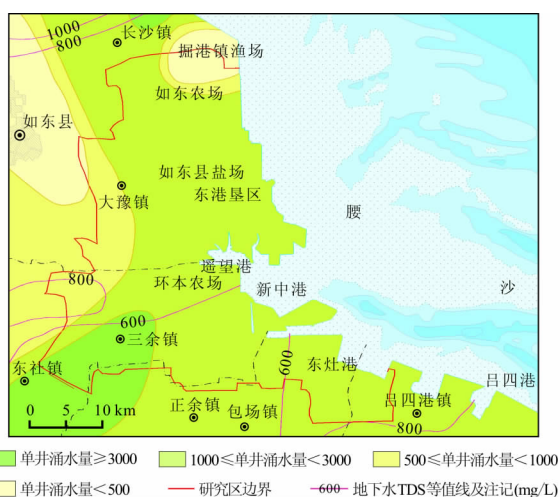 1000
800
长沙镇
掘港镇渔场
如东农场
如东县
如东县盐场
东港垦区
大豫镇
腰
遥望港
800
环本农场
新中港
沙
600
三余镇
600
东灶港
东社镇
吕四港
正余镇
包场镇
吕四港镇
800
0 5 10 km
单井涌水量≥3000 1000≤单井涌水量<3000 500≤单井涌水量<1000
单井涌水量<500 研究区边界 600 地下水TDS等值线及注记(mg/L)